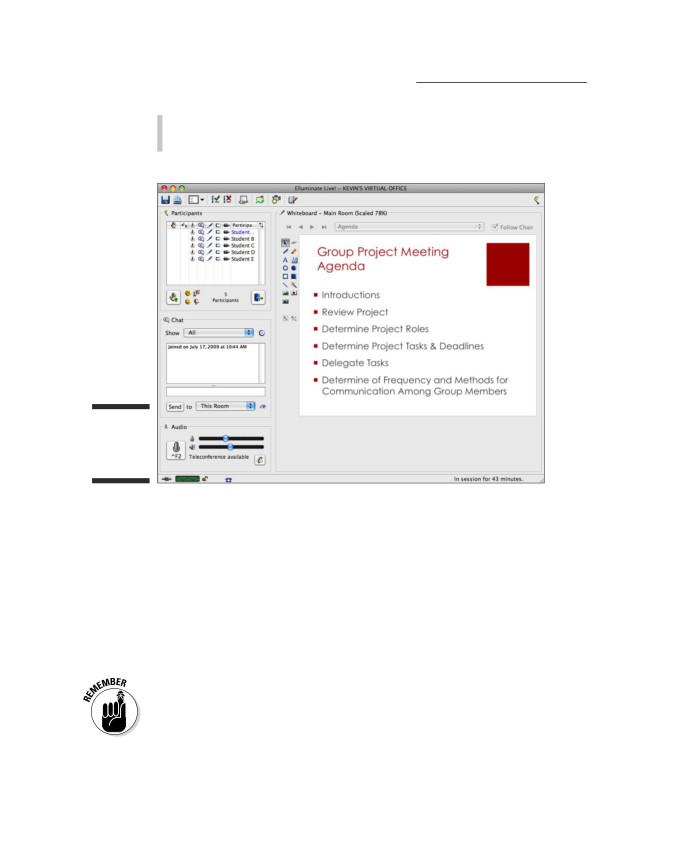 Elluminate Live! – KEVIN'S VIRTUAL OFFICE
Participants
Participa...
Student...
Student B
Student C
Student D
Student E
5
Participants
Chat
Show All
Joined on July 17, 2009 at 10:44 AM
Send to This Room
Audio
^F2
Teleconference available
Whiteboard – Main Room (Scaled 78%)
Agenda
Follow Chair
A
Group Project Meeting
Agenda
Introductions
Review Project
Determine Project Roles
Determine Project Tasks & Deadlines
Delegate Tasks
Determine of Frequency and Methods for
Communication Among Group Members
In session for 43 minutes.
REMEMBER